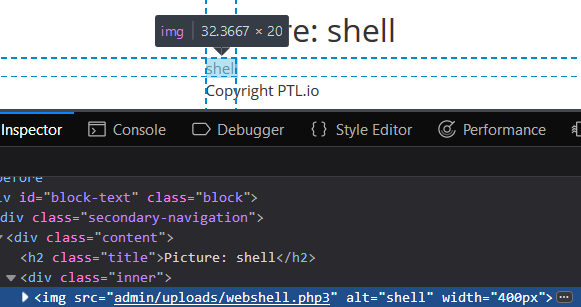 img | 32.3667 × 20
re: shell
shell
Copyright PTL.io
Inspector Console Debugger Style Editor Performance
before
iv id="block-text" class="block">
div class="secondary-navigation">
<div class="content">
<h2 class="title">Picture: shell</h2>
<div class="inner">
<img src="admin/uploads/webshell.php3" alt="shell" width="400px">